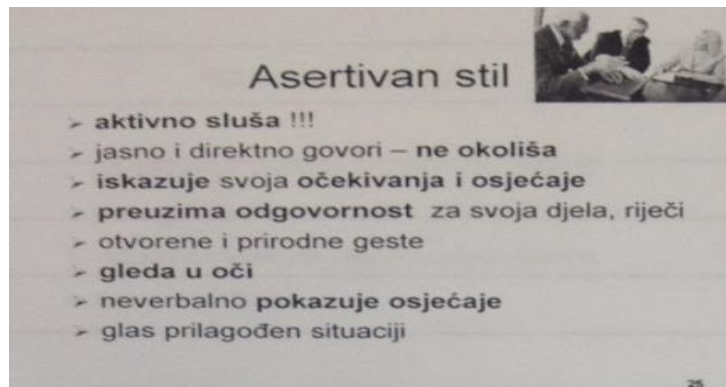 Asertivan stil
➢ aktivno sluša !!!
➢ jasno i direktno govori – ne okoliša
➢ iskazuje svoja očekivanja i osjećaje
➢ preuzima odgovornost za svoja djela, riječi
➢ otvorene i prirodne geste
➢ gleda u oči
➢ neverbalno pokazuje osjećaje
➢ glas prilagođen situaciji
25